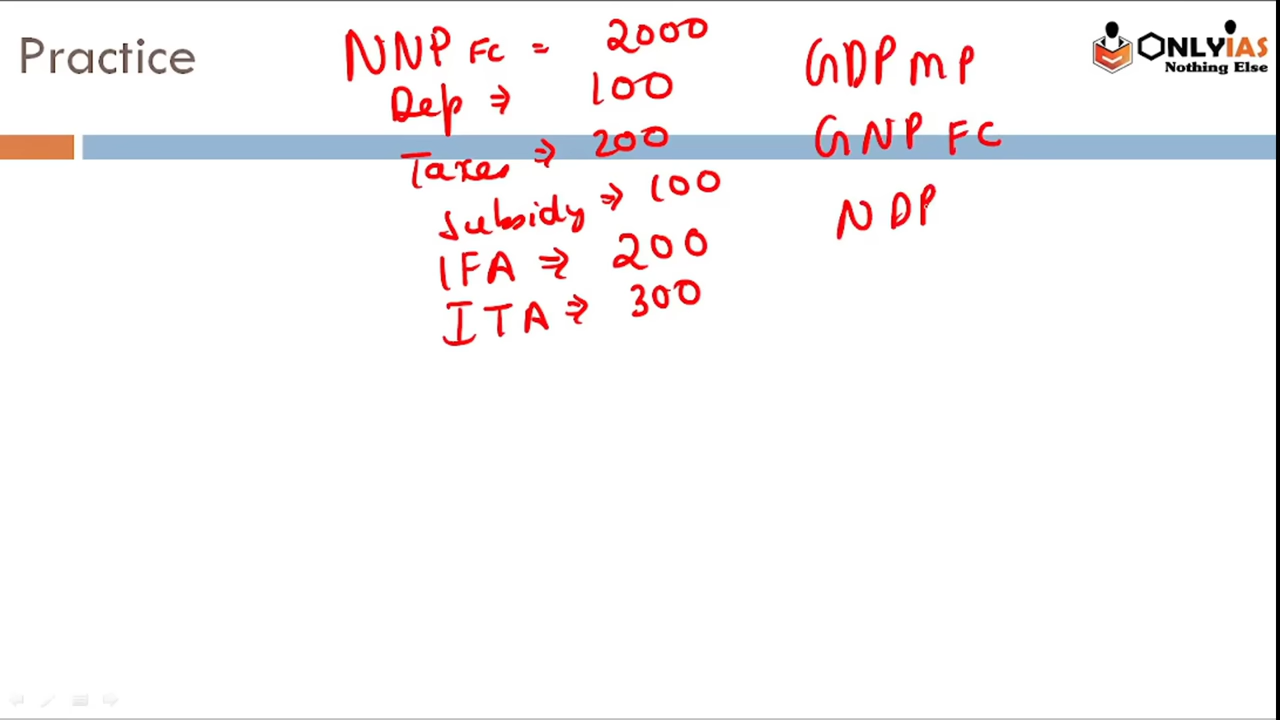 Practice
ONLYIAS
Nothing Else
NNP FC = 2000
Dep ⇒ 100
Taxes ⇒ 200
Subsidy ⇒ 100
IFA ⇒ 200
ITA ⇒ 300
GDP MP
GNP FC
NDP